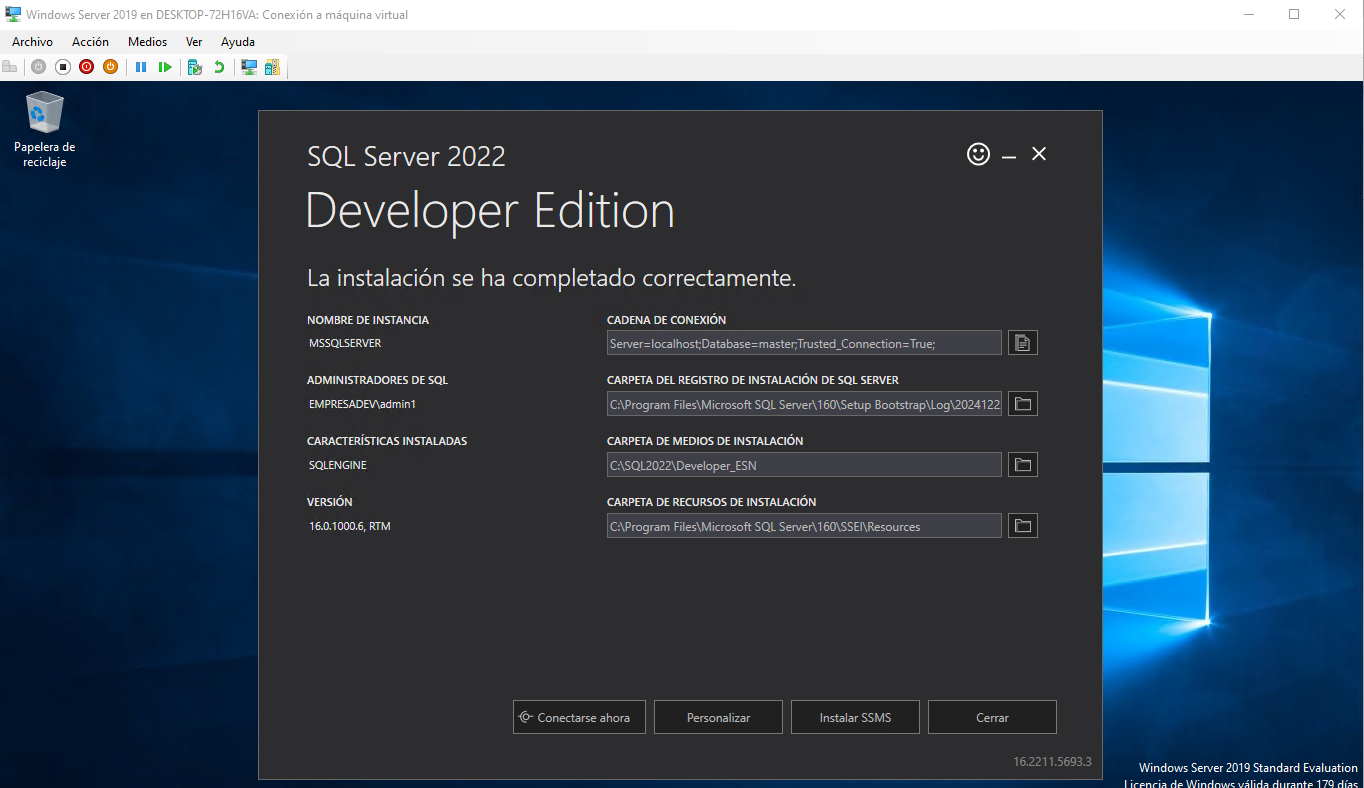 Windows Server 2019 en DESKTOP-72H16VA: Conexión a máquina virtual
Archivo Acción Medios Ver Ayuda
Papelera de
reciclaje
SQL Server 2022
Developer Edition
La instalación se ha completado correctamente.
NOMBRE DE INSTANCIA
MSSQLSERVER
CADENA DE CONEXIÓN
Server=localhost;Database=master;Trusted_Connection=True;
ADMINISTRADORES DE SQL
EMPRESADEV\admin1
CARPETA DEL REGISTRO DE INSTALACIÓN DE SQL SERVER
C:\Program Files\Microsoft SQL Server\160\Setup Bootstrap\Log\2024122
CARACTERÍSTICAS INSTALADAS
SQLENGINE
CARPETA DE MEDIOS DE INSTALACIÓN
C:\SQL2022\Developer_ESN
VERSIÓN
16.0.1000.6, RTM
CARPETA DE RECURSOS DE INSTALACIÓN
C:\Program Files\Microsoft SQL Server\160\SSEI\Resources
Conectarse ahora
Personalizar
Instalar SSMS
Cerrar
16.2211.5693.3
Windows Server 2019 Standard Evaluation
Licencia de Windows válida durante 179 días